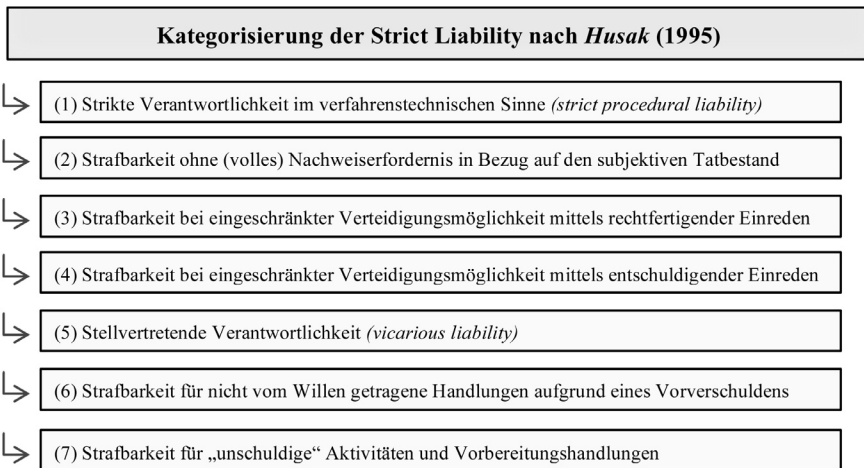 Kategorisierung der Strict Liability nach Husak (1995)
(1) Strikte Verantwortlichkeit im verfahrenstechnischen Sinne (strict procedural liability)
(2) Strafbarkeit ohne (volles) Nachweiserfordernis in Bezug auf den subjektiven Tatbestand
(3) Strafbarkeit bei eingeschränkter Verteidigungsmöglichkeit mittels rechtfertigender Einreden
(4) Strafbarkeit bei eingeschränkter Verteidigungsmöglichkeit mittels entschuldigender Einreden
(5) Stellvertretende Verantwortlichkeit (vicarious liability)
(6) Strafbarkeit für nicht vom Willen getragene Handlungen aufgrund eines Vorverschuldens
(7) Strafbarkeit für „unschuldige“ Aktivitäten und Vorbereitungshandlungen